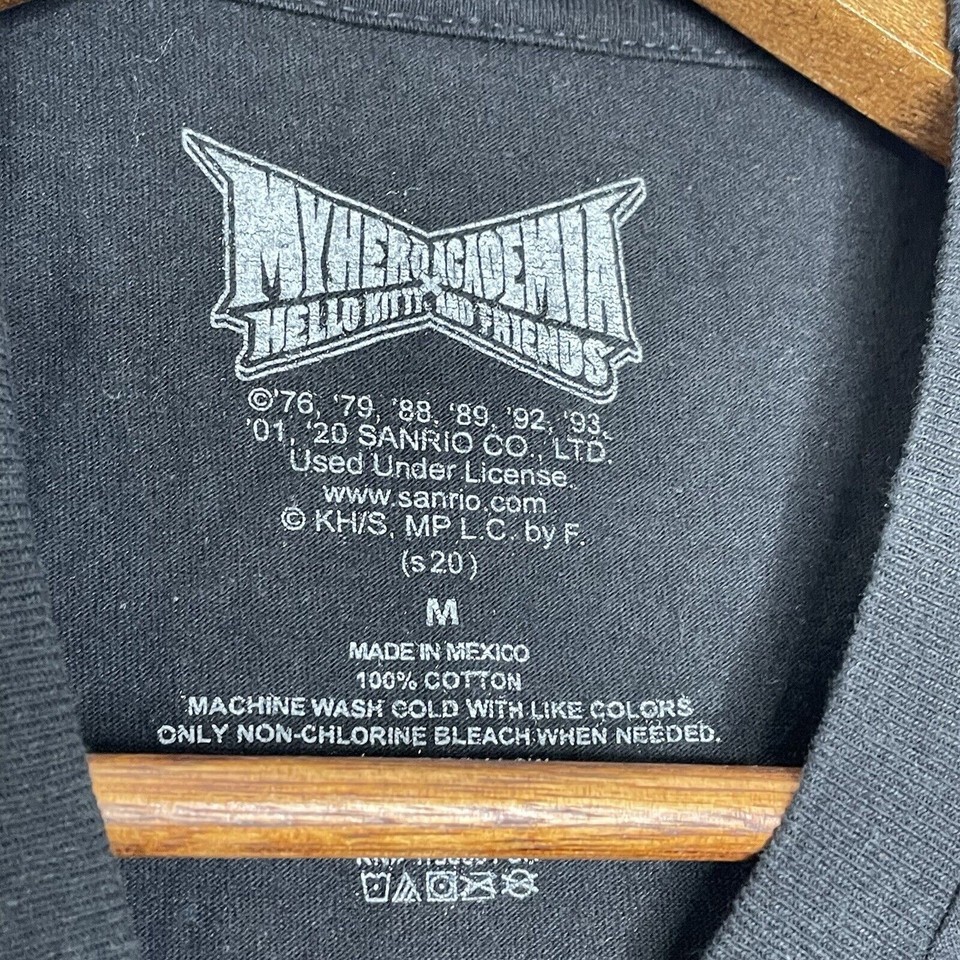 MY HERO ACADEMIA
HELLO KITTY AND FRIENDS
©'76, '79, '88, '89, '92, '93,
'01, '20 SANRIO CO., LTD.
Used Under License.
www.sanrio.com
© KH/S, MP L.C. by F.
(s20)
M
MADE IN MEXICO
100% COTTON
MACHINE WASH COLD WITH LIKE COLORS
ONLY NON-CHLORINE BLEACH WHEN NEEDED.